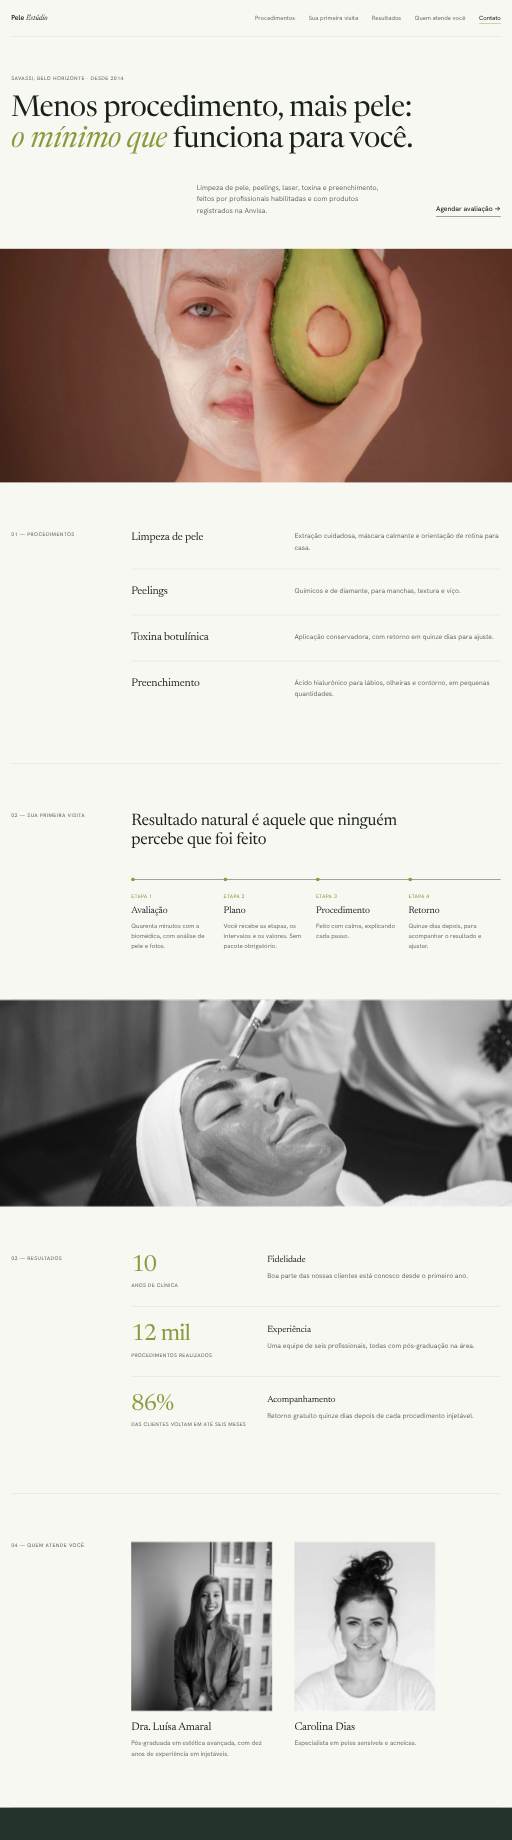 Pele Estúdio
Procedimentos
Sua primeira visita
Resultados
Quem atende você
Contato
SAVASSI, BELO HORIZONTE · DESDE 2014
Menos procedimento, mais pele:
o mínimo que funciona para você.
Limpeza de pele, peelings, laser, toxina e preenchimento,
feitos por profissionais habilitadas e com produtos
registrados na Anvisa.
Agendar avaliação →
01 — PROCEDIMENTOS
Limpeza de pele
Extração cuidadosa, máscara calmante e orientação de rotina para
casa.
Peelings
Químicos e de diamante, para manchas, textura e viço.
Toxina botulínica
Aplicação conservadora, com retorno em quinze dias para ajuste.
Preenchimento
Ácido hialurônico para lábios, olheiras e contorno, em pequenas
quantidades.
02 — SUA PRIMEIRA VISITA
Resultado natural é aquele que ninguém
percebe que foi feito
ETAPA 1
Avaliação
Quarenta minutos com a
biomédica, com análise de
pele e fotos.
ETAPA 2
Plano
Você recebe as etapas, os
intervalos e os valores. Sem
pacote obrigatório.
ETAPA 3
Procedimento
Feito com calma, explicando
cada passo.
ETAPA 4
Retorno
Quinze dias depois, para
acompanhar o resultado e
ajustar.
03 — RESULTADOS
10
ANOS DE CLÍNICA
Fidelidade
Boa parte das nossas clientes está conosco desde o primeiro ano.
12 mil
PROCEDIMENTOS REALIZADOS
Experiência
Uma equipe de seis profissionais, todas com pós-graduação na área.
86%
DAS CLIENTES VOLTAM EM ATÉ SEIS MESES
Acompanhamento
Retorno gratuito quinze dias depois de cada procedimento injetável.
04 — QUEM ATENDE VOCÊ
Dra. Luísa Amaral
Pós-graduada em estética avançada, com dez
anos de experiência em injetáveis.
Carolina Dias
Especialista em peles sensíveis e acneicas.